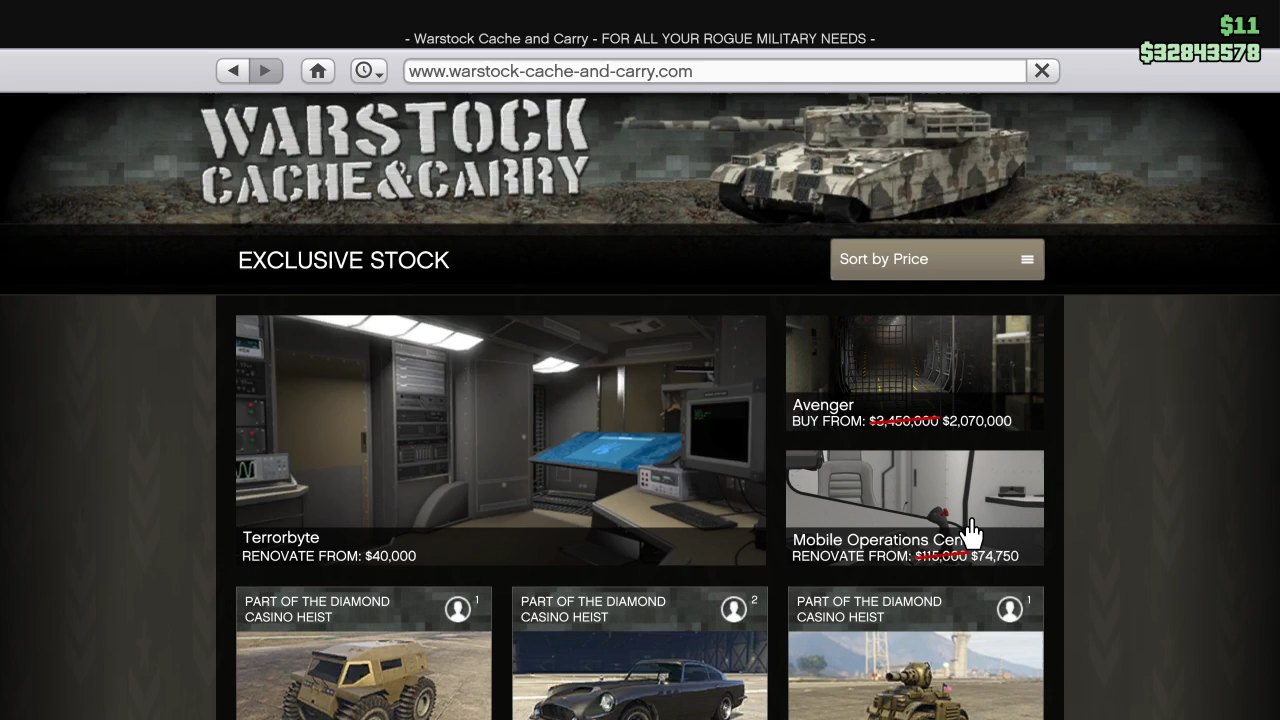 $11
- Warstock Cache and Carry - FOR ALL YOUR ROGUE MILITARY NEEDS -
$32843578
www.warstock-cache-and-carry.com
WARSTOCK
CACHE&CARRY
EXCLUSIVE STOCK
Sort by Price
Avenger
BUY FROM: $3,450,000 $2,070,000
Terrorbyte
RENOVATE FROM: $40,000
Mobile Operations Cen
RENOVATE FROM: $115,000 $74,750
PART OF THE DIAMOND
CASINO HEIST
1
PART OF THE DIAMOND
CASINO HEIST
2
PART OF THE DIAMOND
CASINO HEIST
1